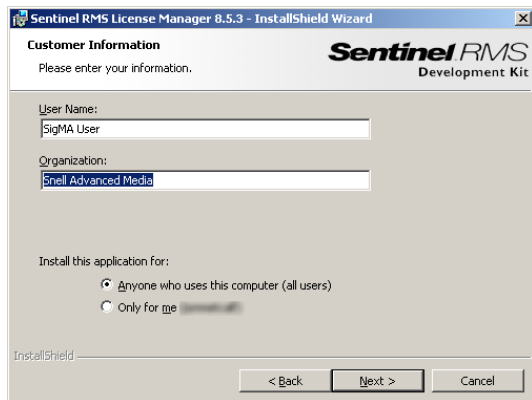 Sentinel RMS License Manager 8.5.3 - InstallShield Wizard
Customer Information
Please enter your information.
Sentinel RMS
Development Kit
User Name:
SigMA User
Organization:
Snell Advanced Media
Install this application for:
Anyone who uses this computer (all users)
Only for me
InstallShield
< Back
Next >
Cancel